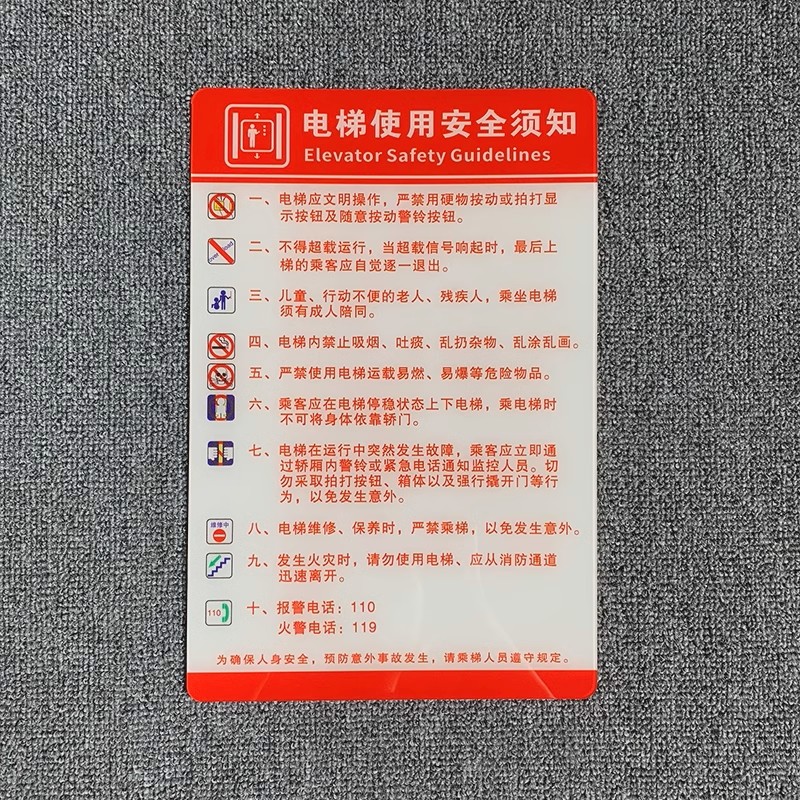 电梯使用安全须知
Elevator Safety Guidelines
一、电梯应文明操作，严禁用硬物按动或拍打显
示按钮及随意按动警铃按钮。
over load
二、不得超载运行，当超载信号响起时，最后上
梯的乘客应自觉逐一退出。
三、儿童、行动不便的老人、残疾人，乘坐电梯
须有成人陪同。
四、电梯内禁止吸烟、吐痰、乱扔杂物、乱涂乱画。
五、严禁使用电梯运载易燃、易爆等危险物品。
六、乘客应在电梯停稳状态上下电梯，乘电梯时
不可将身体依靠轿门。
七、电梯在运行中突然发生故障，乘客应立即通
过轿厢内警铃或紧急电话通知监控人员。切
勿采取拍打按钮、箱体以及强行撬开门等行
为，以免发生意外。
维修中
八、电梯维修、保养时，严禁乘梯，以免发生意外。
九、发生火灾时，请勿使用电梯、应从消防通道
迅速离开。
110
十、报警电话：110
火警电话：119
为确保人身安全，预防意外事故发生，请乘梯人员遵守规定。